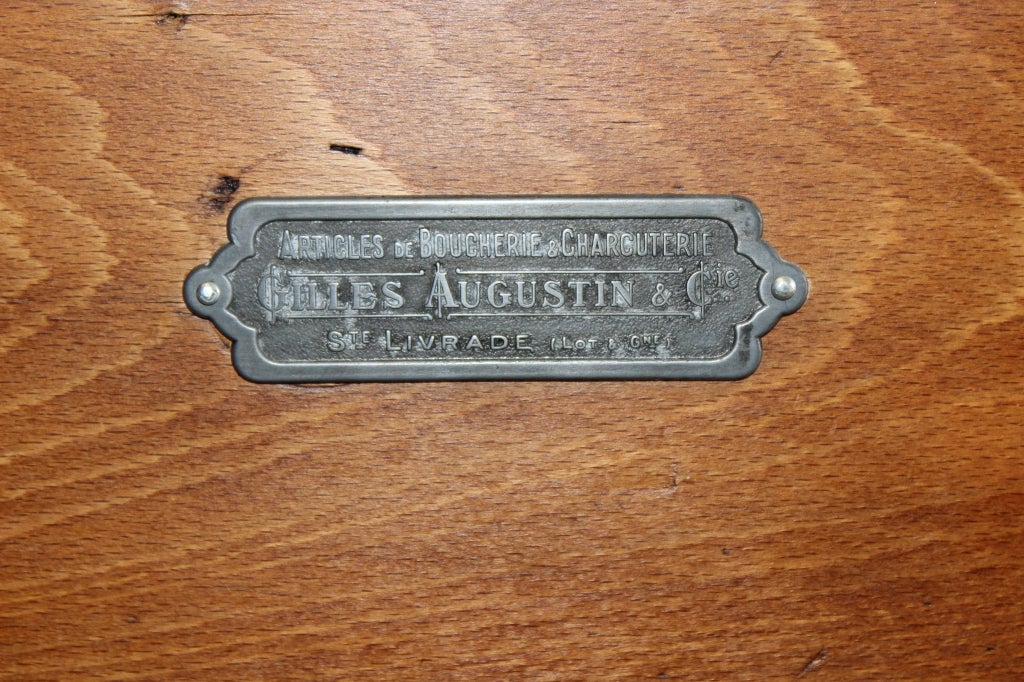 ARTICLES DE BOUCHERIE & CHARCUTERIE
GILLES AUGUSTIN & Cie
STE LIVRADE (LOT & GNE)